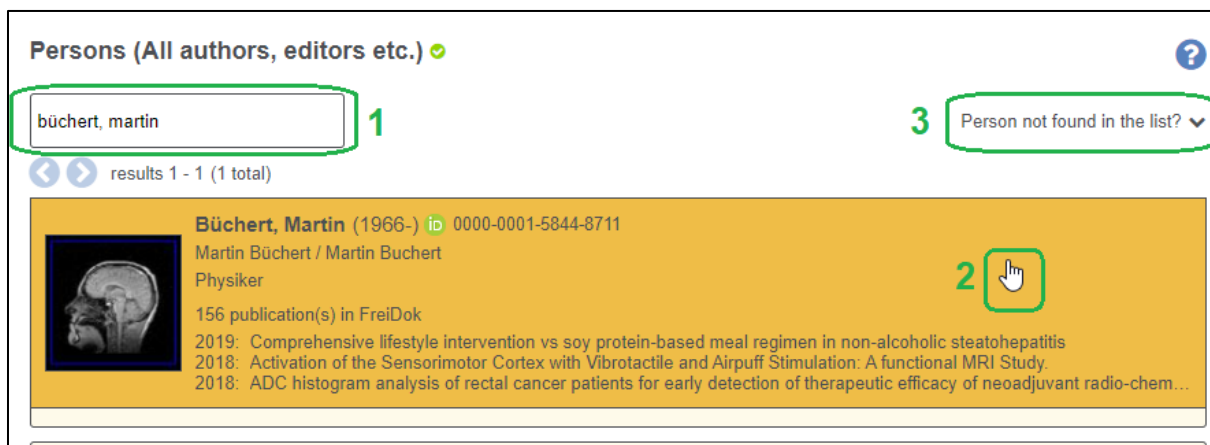 Persons (All authors, editors etc.)
?
büchert, martin
1
3
Person not found in the list?
results 1 - 1 (1 total)
Büchert, Martin (1966-) iD 0000-0001-5844-8711
Martin Büchert / Martin Buchert
Physiker
2
156 publication(s) in FreiDok
2019: Comprehensive lifestyle intervention vs soy protein-based meal regimen in non-alcoholic steatohepatitis
2018: Activation of the Sensorimotor Cortex with Vibrotactile and Airpuff Stimulation: A functional MRI Study.
2018: ADC histogram analysis of rectal cancer patients for early detection of therapeutic efficacy of neoadjuvant radio-chem…